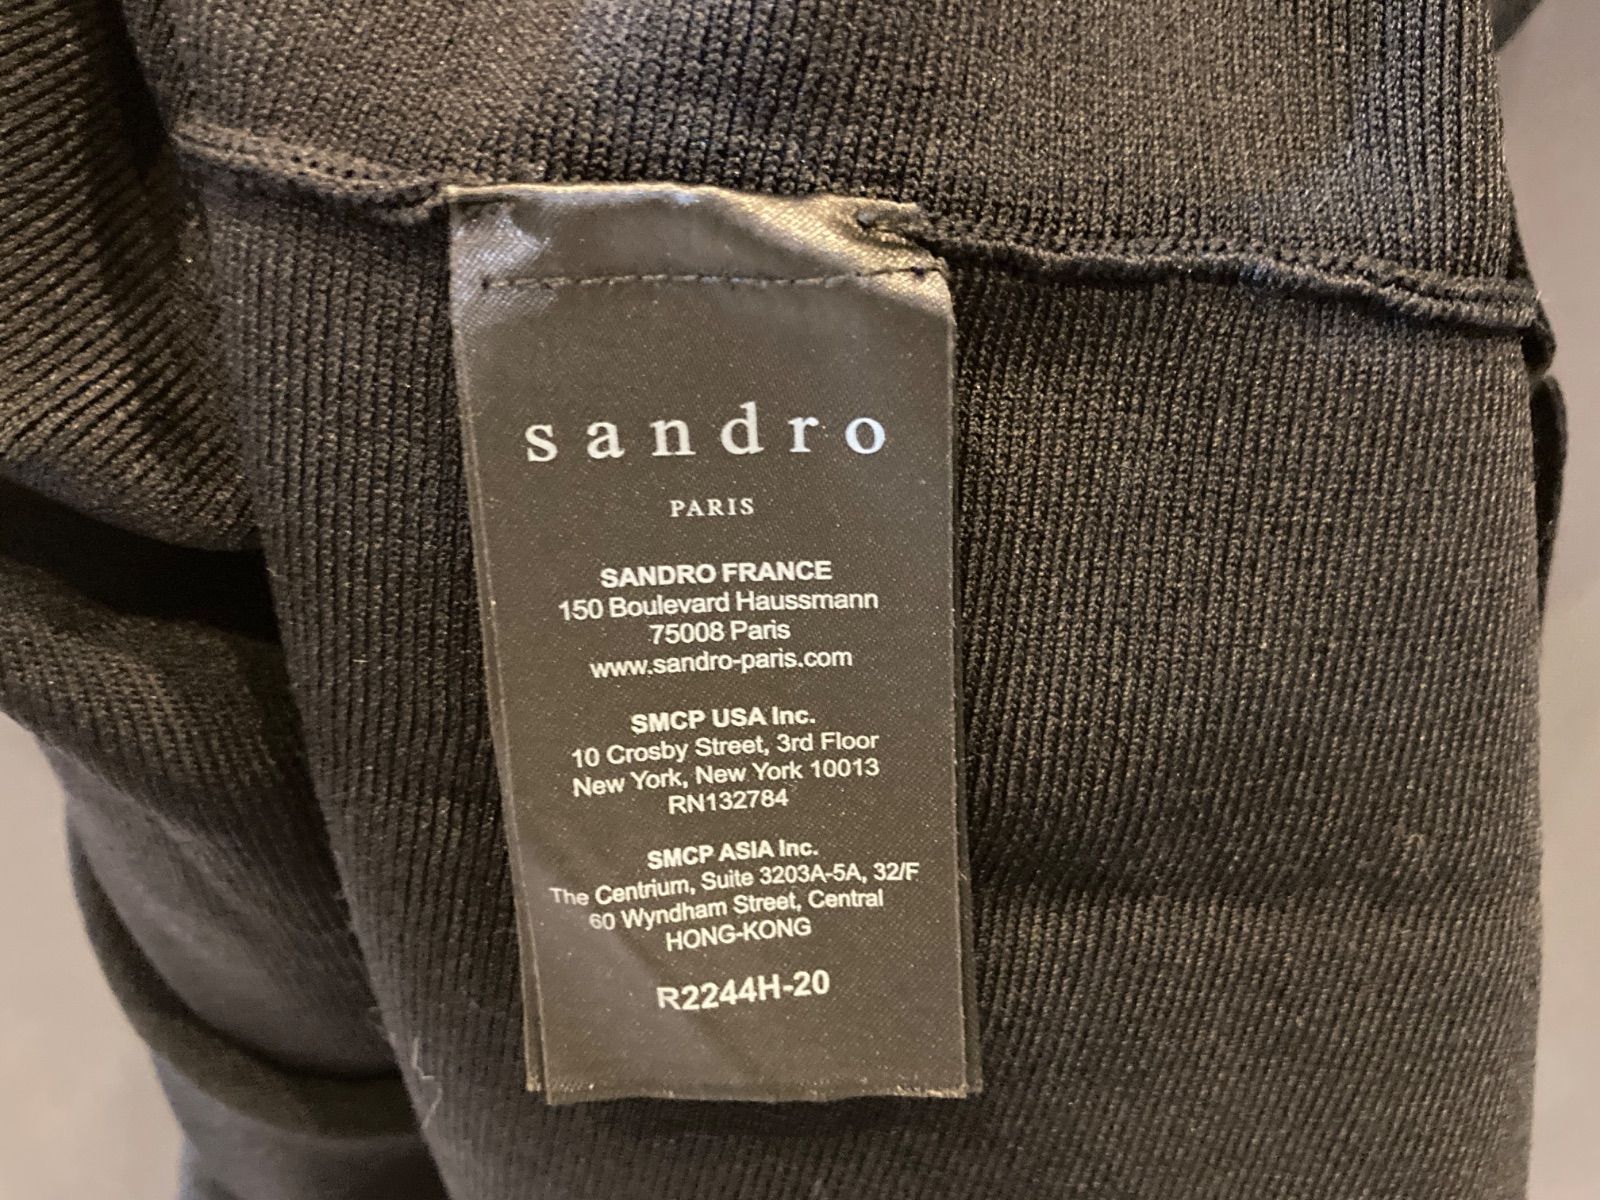 sandro
PARIS
SANDRO FRANCE
150 Boulevard Haussmann
75008 Paris
www.sandro-paris.com
SMCP USA Inc.
10 Crosby Street, 3rd Floor
New York, New York 10013
RN132784
SMCP ASIA Inc.
The Centrium, Suite 3203A-5A, 32/F
60 Wyndham Street, Central
HONG-KONG
R2244H-20